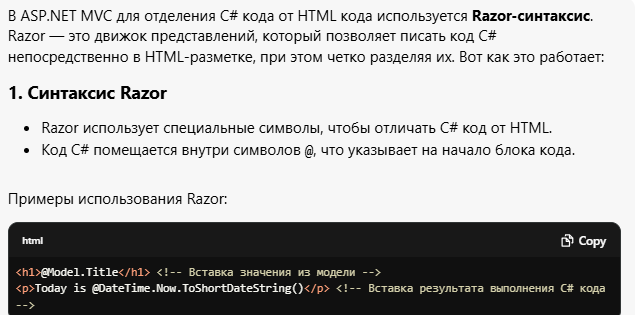 В ASP.NET MVC для отделения C# кода от HTML кода используется Razor-синтаксис.
Razor — это движок представлений, который позволяет писать код C#
непосредственно в HTML-разметке, при этом четко разделяя их. Вот как это работает:
1. Синтаксис Razor
• Razor использует специальные символы, чтобы отличать C# код от HTML.
• Код C# помещается внутри символов @, что указывает на начало блока кода.
Примеры использования Razor:
html Copy
<h1>@Model.Title</h1> <!-- Вставка значения из модели -->
<p>Today is @DateTime.Now.ToShortDateString()</p> <!-- Вставка результата выполнения C# кода
-->